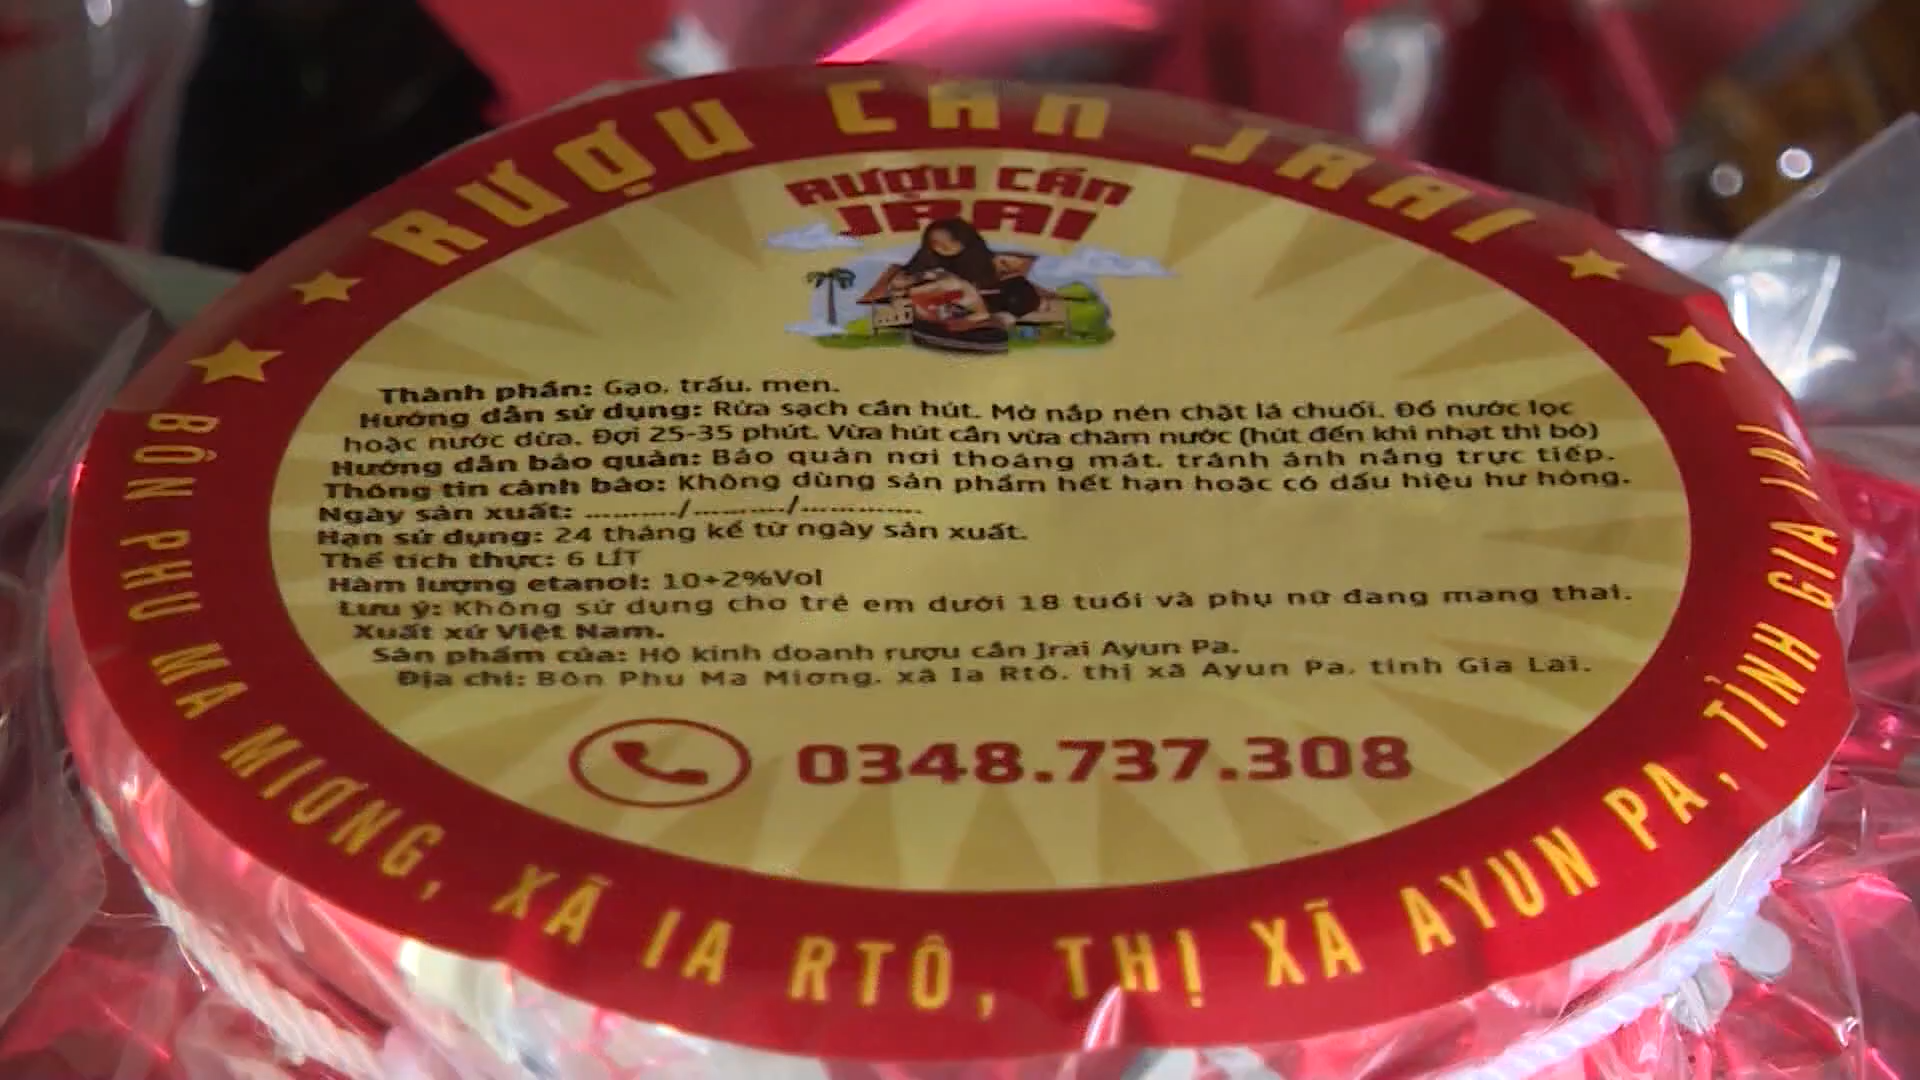 RƯỢU CẦN JRAI
RƯỢU CẦN
JRAI
Thành phần: Gạo, trấu, men.
Hướng dẫn sử dụng: Rửa sạch cần hút. Mở nắp nén chặt lá chuối. Đổ nước lọc
hoặc nước dừa. Đợi 25-35 phút. Vừa hút cần vừa châm nước (hút đến khi nhạt thì bỏ)
Hướng dẫn bảo quản: Bảo quản nơi thoáng mát, tránh ánh nắng trực tiếp.
Thông tin cảnh báo: Không dùng sản phẩm hết hạn hoặc có dấu hiệu hư hỏng.
Ngày sản xuất: ........../........../.............
Hạn sử dụng: 24 tháng kể từ ngày sản xuất.
Thể tích thực: 6 LÍT
Hàm lượng etanol: 10+2%Vol
Lưu ý: Không sử dụng cho trẻ em dưới 18 tuổi và phụ nữ đang mang thai.
Xuất xứ Việt Nam.
Sản phẩm của: Hộ kinh doanh rượu cần Jrai Ayun Pa.
Địa chỉ: Bôn Phu Ma Miơng, xã Ia Rtô, thị xã Ayun Pa, tỉnh Gia Lai.
0348.737.308
BÔN PHU MA MIƠNG, XÃ IA RTÔ, THỊ XÃ AYUN PA, TỈNH GIA LAI